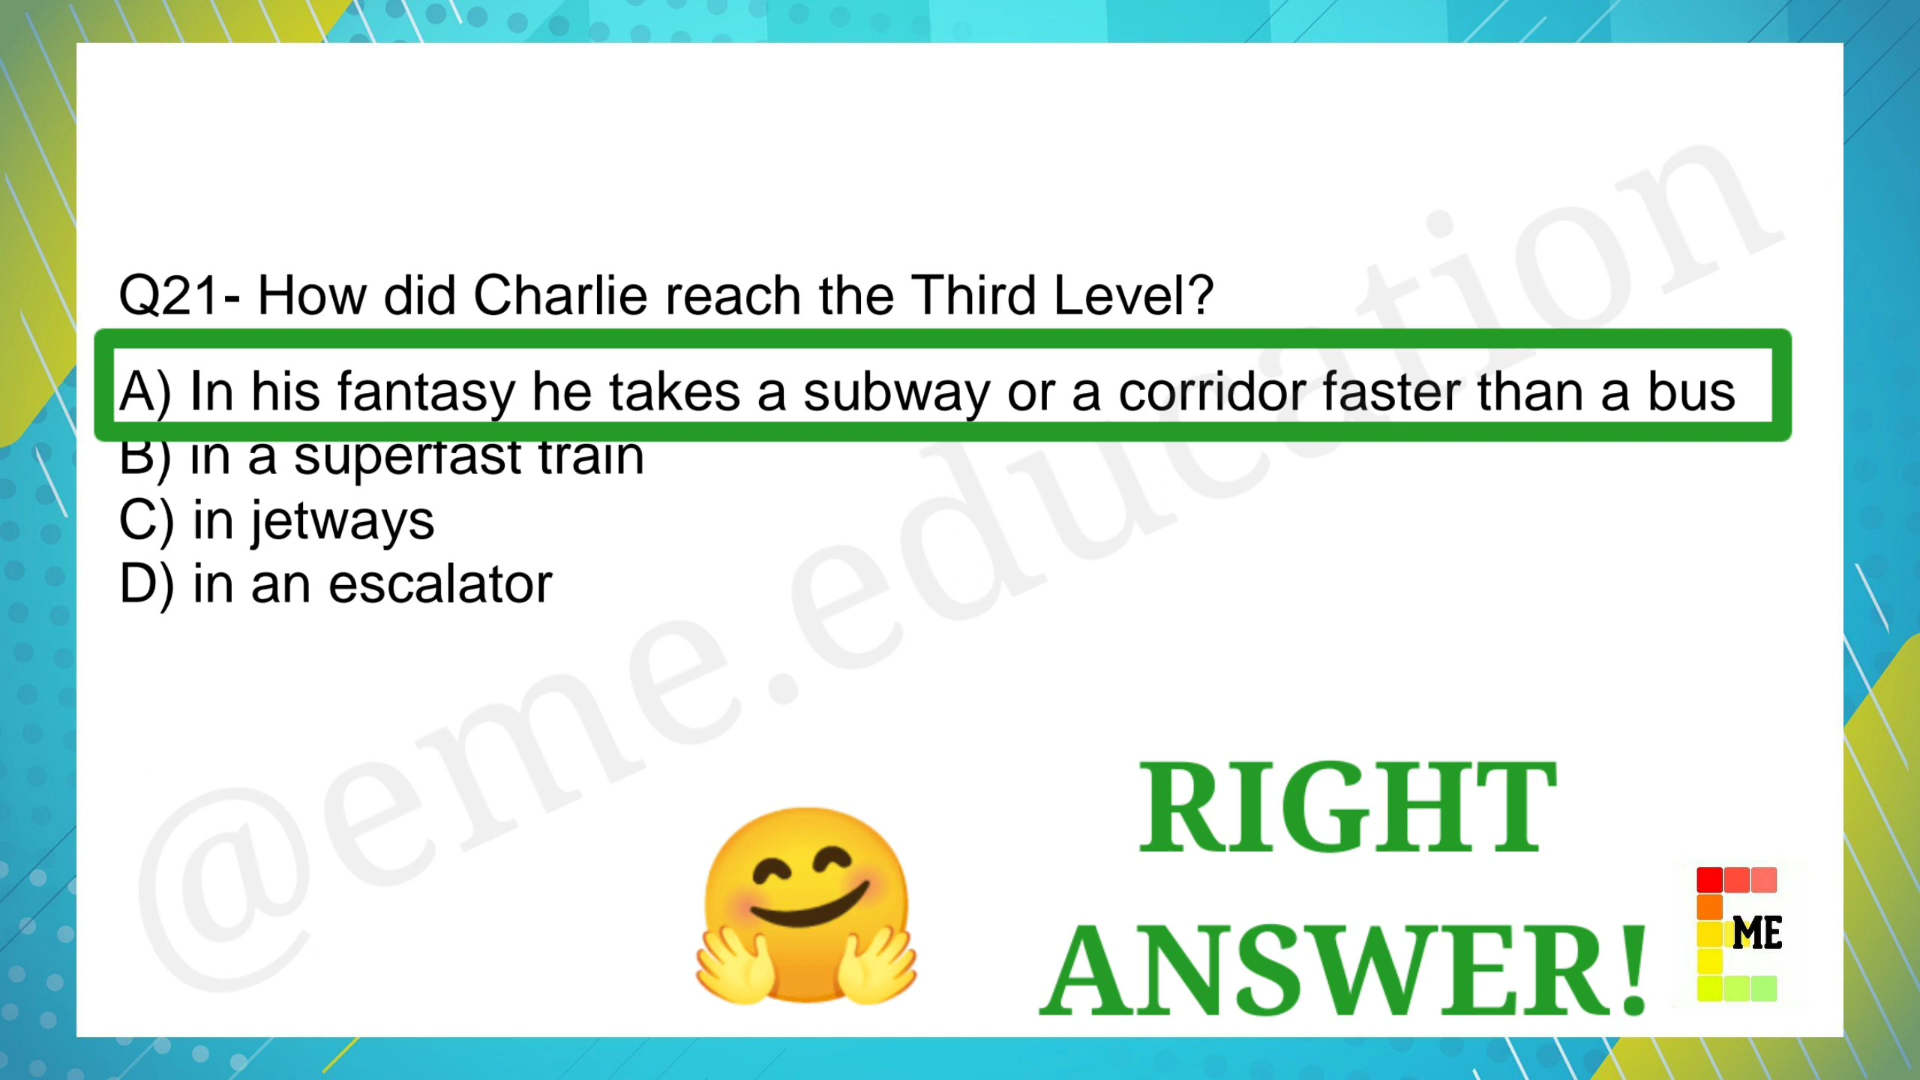 Q21- How did Charlie reach the Third Level?
A) In his fantasy he takes a subway or a corridor faster than a bus
B) in a superfast train
C) in jetways
D) in an escalator
@eme.education
RIGHT
ANSWER!
ME